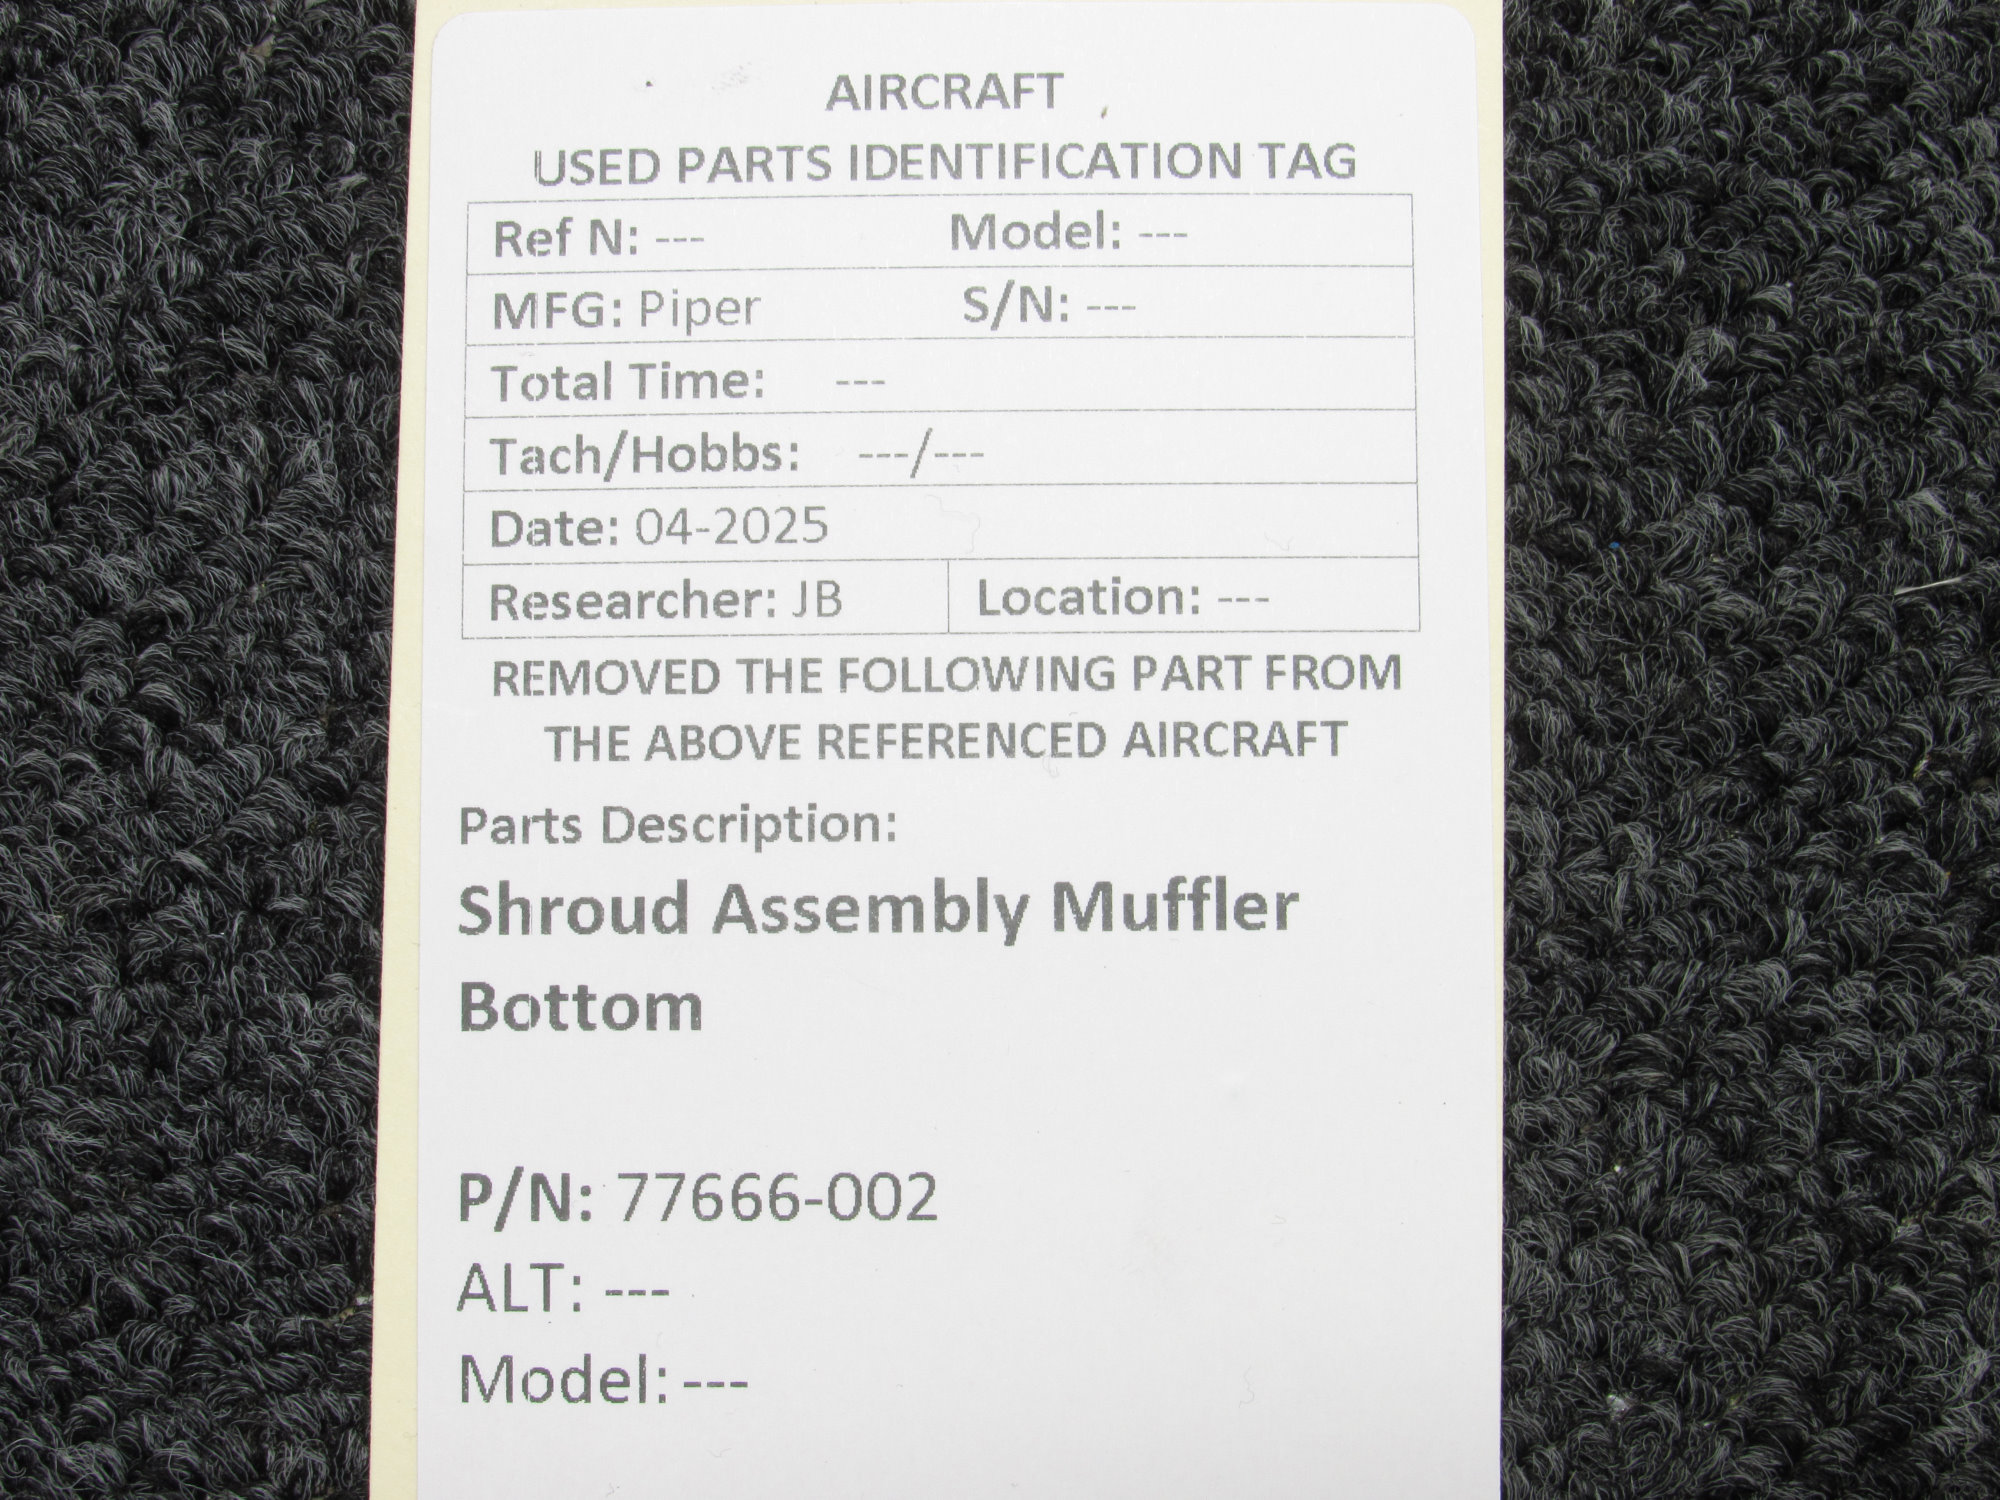 AIRCRAFT
USED PARTS IDENTIFICATION TAG
Ref N: --- Model: ---
MFG: Piper S/N: ---
Total Time: ---
Tach/Hobbs: ---/---
Date: 04-2025
Researcher: JB Location: ---
REMOVED THE FOLLOWING PART FROM
THE ABOVE REFERENCED AIRCRAFT
Parts Description:
Shroud Assembly Muffler
Bottom
P/N: 77666-002
ALT: ---
Model: ---